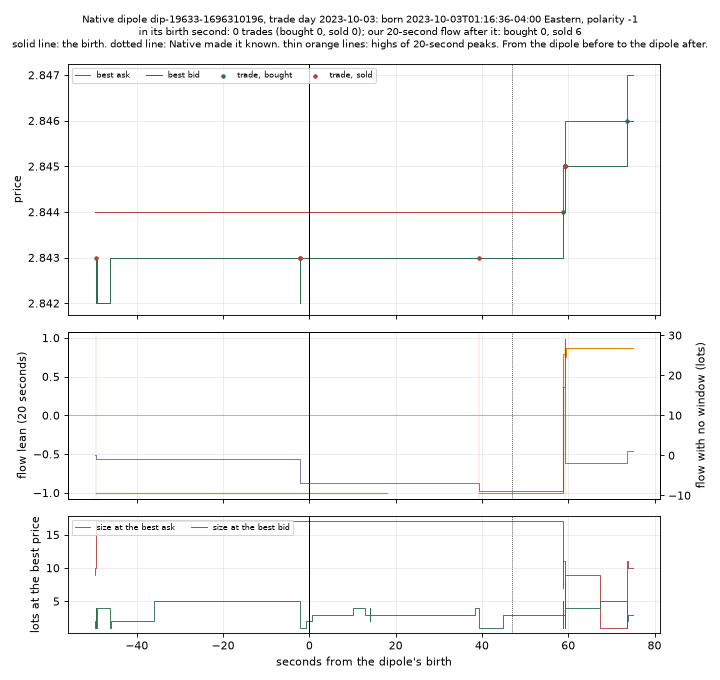 Native dipole dip-19633-1696310196, trade day 2023-10-03: born 2023-10-03T01:16:36-04:00 Eastern, polarity -1
in its birth second: 0 trades (bought 0, sold 0); our 20-second flow after it: bought 0, sold 6
solid line: the birth. dotted line: Native made it known. thin orange lines: highs of 20-second peaks. From the dipole before to the dipole after.
best ask
best bid
trade, bought
trade, sold
2.847
2.846
2.845
2.844
2.843
2.842
price
1.0
0.5
0.0
−0.5
−1.0
flow lean (20 seconds)
30
20
10
0
−10
flow with no window (lots)
size at the best ask
size at the best bid
15
10
5
lots at the best price
−40
−20
0
20
40
60
80
seconds from the dipole's birth